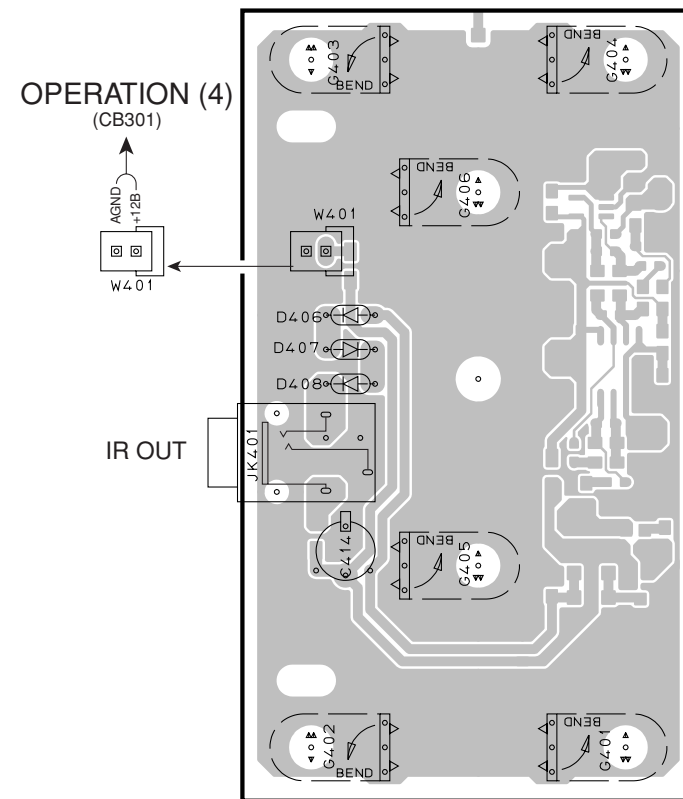 G403
BEND
BEND
G404
OPERATION (4)
(CB301)
AGND
+12B
W401
BEND
G406
W401
D406
D407
D408
IR OUT
JK401
C414
BEND
G405
G402
BEND
BEND
G401